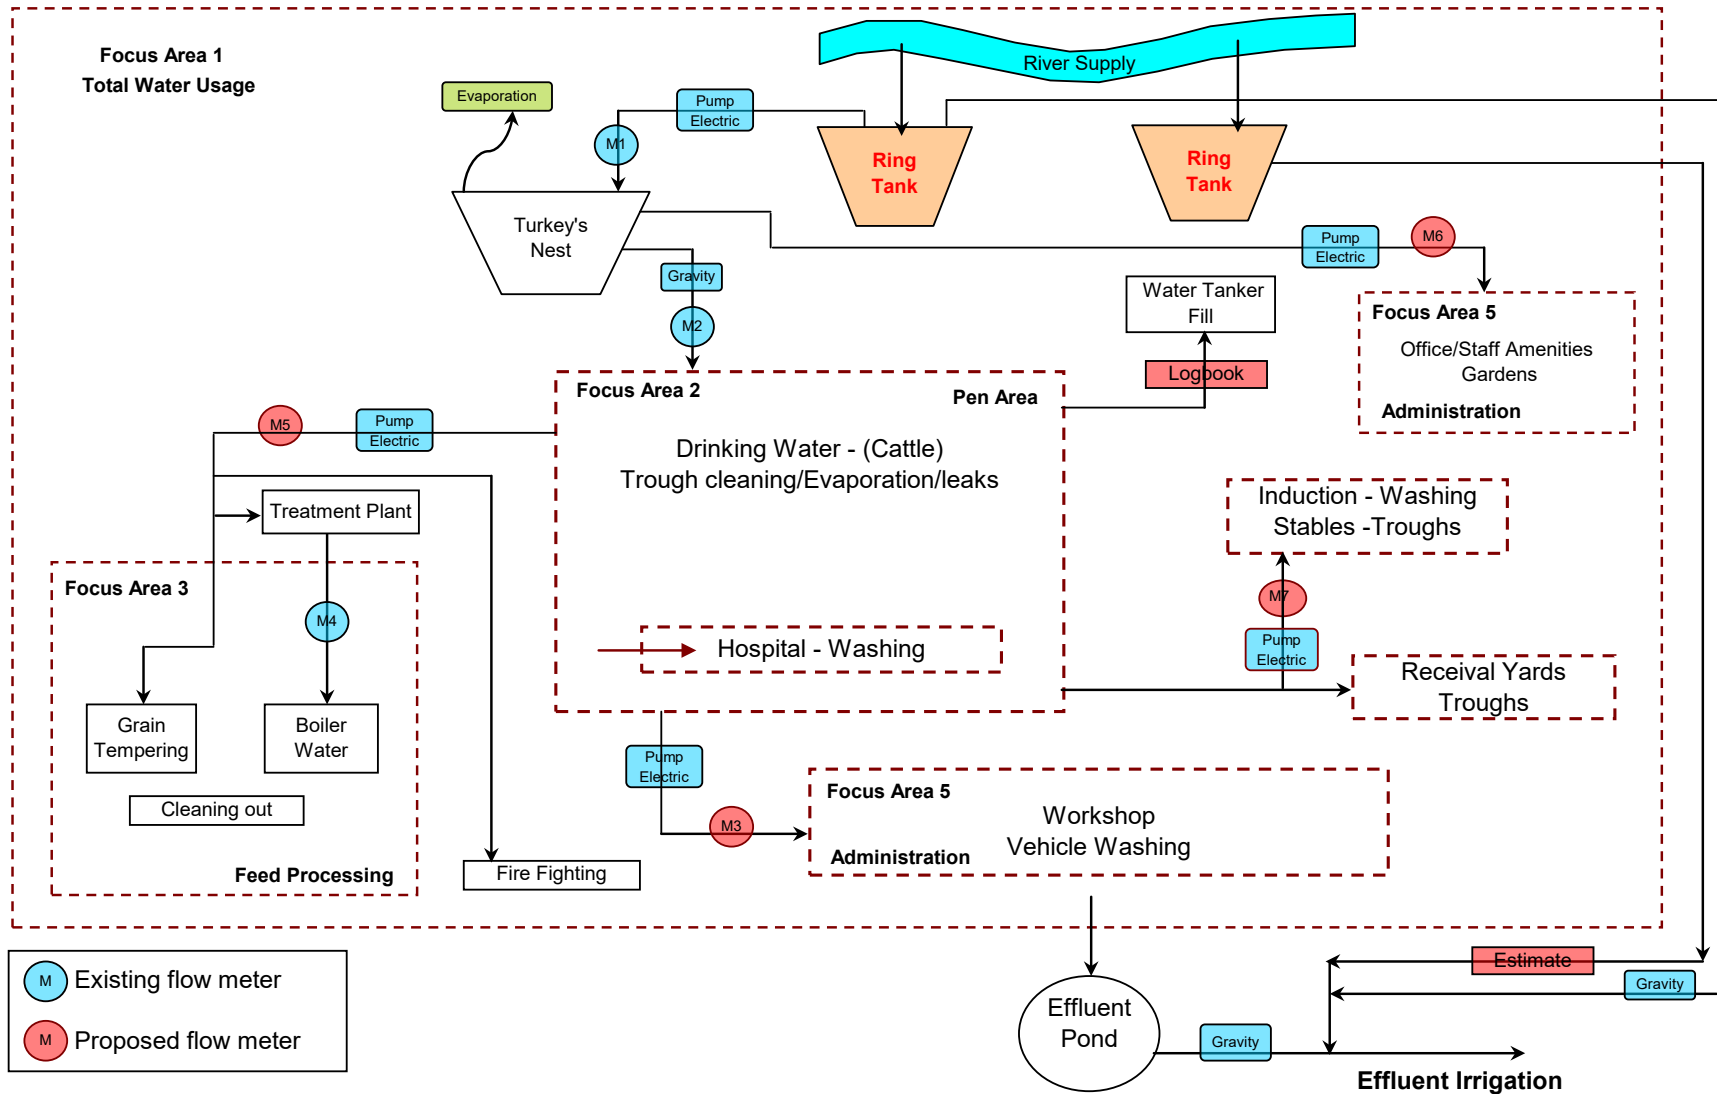 Focus Area 1
Total Water Usage
River Supply
Evaporation
Pump
Electric
M1
Ring
Tank
Ring
Tank
Turkey's
Nest
Gravity
M2
Pump
Electric
M6
Water Tanker
Fill
Logbook
Focus Area 5
Office/Staff Amenities
Gardens
Administration
Focus Area 2
Pen Area
Drinking Water - (Cattle)
Trough cleaning/Evaporation/leaks
Hospital - Washing
M5
Pump
Electric
Treatment Plant
Focus Area 3
M4
Grain
Tempering
Boiler
Water
Cleaning out
Feed Processing
Fire Fighting
Induction - Washing
Stables -Troughs
M7
Pump
Electric
Receival Yards
Troughs
Pump
Electric
M3
Focus Area 5
Workshop
Vehicle Washing
Administration
M Existing flow meter
M Proposed flow meter
Effluent
Pond
Estimate
Gravity
Gravity
Effluent Irrigation